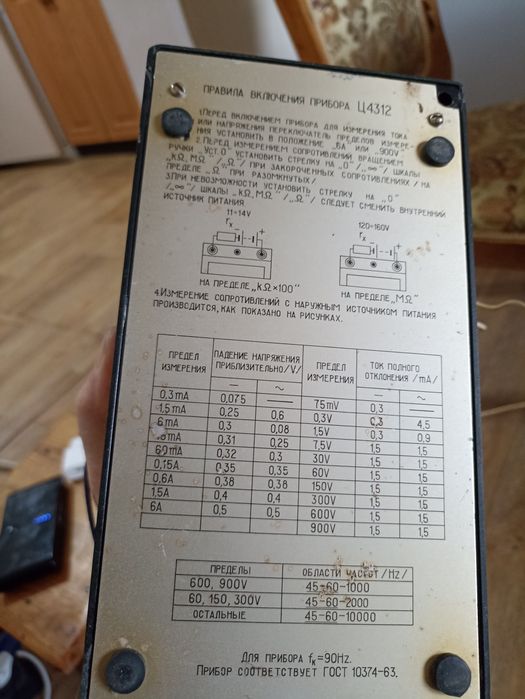 ПРАВИЛА ВКЛЮЧЕНИЯ ПРИБОРА Ц4312
1.ПЕРЕД ВКЛЮЧЕНИЕМ ПРИБОРА ДЛЯ ИЗМЕРЕНИЯ ТОКА
ИЛИ НАПРЯЖЕНИЯ ПЕРЕКЛЮЧАТЕЛЬ ПРЕДЕЛОВ ИЗМЕРЕ-
НИЯ УСТАНОВИТЬ В ПОЛОЖЕНИЕ „6А" ИЛИ „900V"
2.ПЕРЕД ИЗМЕРЕНИЕМ СОПРОТИВЛЕНИЙ ВРАЩЕНИЕМ
РУЧКИ „УСТ.0" УСТАНОВИТЬ СТРЕЛКУ НА „0" /„∞"/ ШКАЛЫ
„kΩ, MΩ"/„Ω"/ ПРИ ЗАКОРОЧЕННЫХ СОПРОТИВЛЕНИЯХ /НА
ПРЕДЕЛЕ „Ω" ПРИ РАЗОМКНУТЫХ/
3.ПРИ НЕВОЗМОЖНОСТИ УСТАНОВИТЬ СТРЕЛКУ НА „0"
/„∞"/ ШКАЛЫ „kΩ, MΩ"/„Ω"/ СЛЕДУЕТ СМЕНИТЬ ВНУТРЕННИЙ
ИСТОЧНИК ПИТАНИЯ
11-14V 120-160V
rx rx
- + - +
НА ПРЕДЕЛЕ „kΩ×100" НА ПРЕДЕЛЕ „MΩ"
4.ИЗМЕРЕНИЕ СОПРОТИВЛЕНИЙ С НАРУЖНЫМ ИСТОЧНИКОМ ПИТАНИЯ
ПРОИЗВОДИТСЯ, КАК ПОКАЗАНО НА РИСУНКАХ.
ПРЕДЕЛ ИЗМЕРЕНИЯ ПАДЕНИЕ НАПРЯЖЕНИЯ ПРИБЛИЗИТЕЛЬНО /V/ ПРЕДЕЛ ИЗМЕРЕНИЯ ТОК ПОЛНОГО ОТКЛОНЕНИЯ /mA/
— ~ — ~
0,3mA 0,075 — 75mV 0,3 —
1,5mA 0,25 0,6 0,3V 0,3 4,5
6mA 0,3 0,08 1,5V 0,3 0,9
15mA 0,31 0,25 7,5V 1,5 1,5
60mA 0,32 0,3 30V 1,5 1,5
0,15A 0,35 0,35 60V 1,5 1,5
0,6A 0,38 0,38 150V 1,5 1,5
1,5A 0,4 0,4 300V 1,5 1,5
6A 0,5 0,5 600V 1,5 1,5
900V 1,5 1,5
ПРЕДЕЛЫ ОБЛАСТИ ЧАСТОТ /Hz/
600, 900V 45-60-1000
60, 150, 300V 45-60-2000
ОСТАЛЬНЫЕ 45-60-10000
ДЛЯ ПРИБОРА fк=90Hz.
ПРИБОР СООТВЕТСТВУЕТ ГОСТ 10374-63.